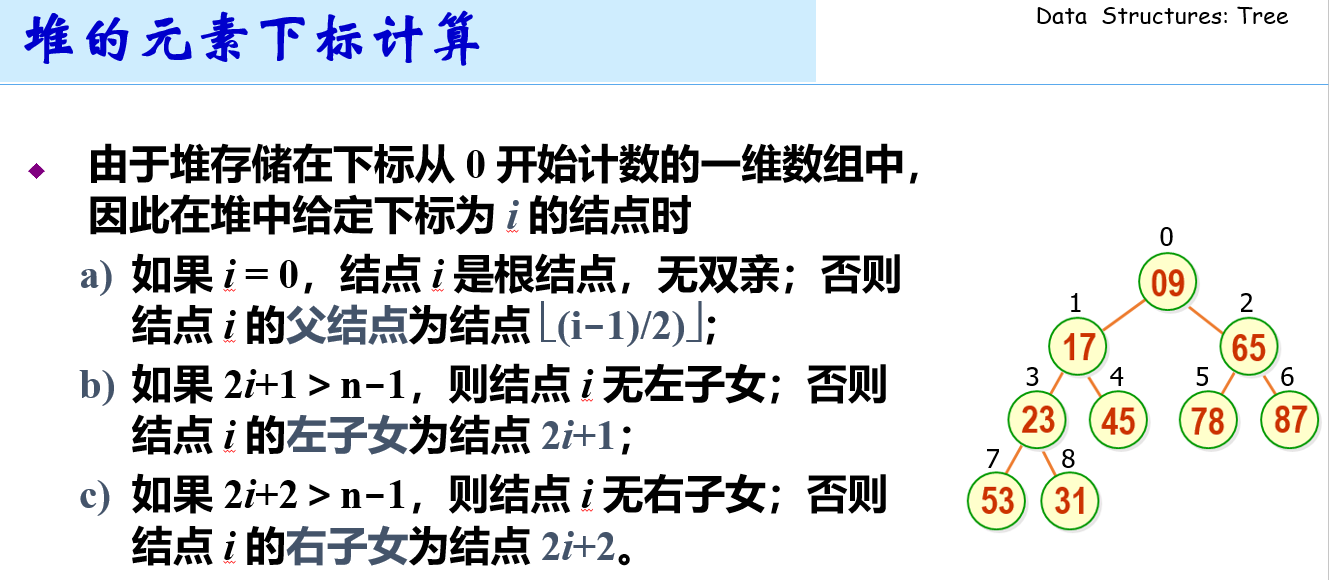 堆的元素下标计算
Data Structures: Tree
由于堆存储在下标从 0 开始计数的一维数组中，
因此在堆中给定下标为 i 的结点时
a) 如果 i = 0，结点 i 是根结点，无双亲；否则
结点 i 的父结点为结点⌊(i−1)/2)⌋；
b) 如果 2i+1 > n−1，则结点 i 无左子女；否则
结点 i 的左子女为结点 2i+1；
c) 如果 2i+2 > n−1，则结点 i 无右子女；否则
结点 i 的右子女为结点 2i+2。
0
09
1 2
17 65
3 4 5 6
23 45 78 87
7 8
53 31